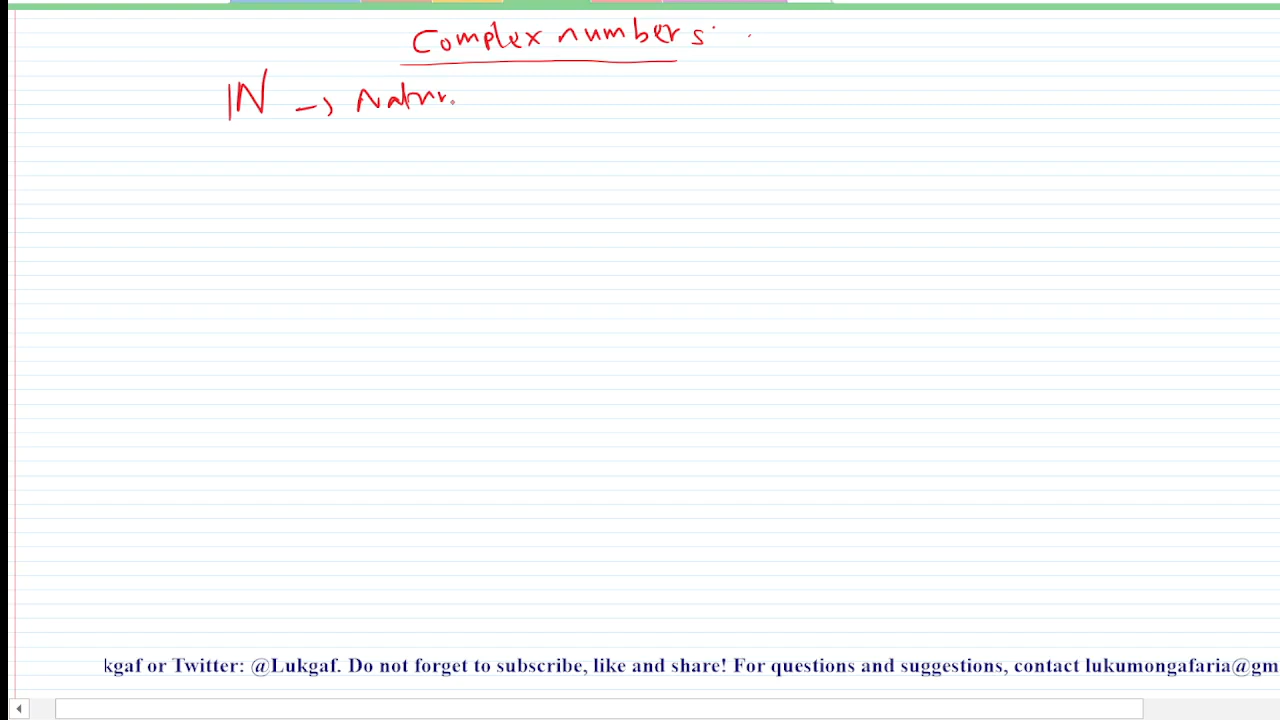 Complex numbers
IN → Natur
kgaf or Twitter: @Lukgaf. Do not forget to subscribe, like and share! For questions and suggestions, contact lukumongafaria@gm